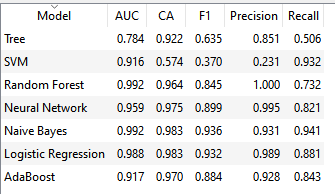 Model AUC CA F1 Precision Recall
Tree 0.784 0.922 0.635 0.851 0.506
SVM 0.916 0.574 0.370 0.231 0.932
Random Forest 0.992 0.964 0.845 1.000 0.732
Neural Network 0.959 0.975 0.899 0.995 0.821
Naive Bayes 0.992 0.983 0.936 0.931 0.941
Logistic Regression 0.988 0.983 0.932 0.989 0.881
AdaBoost 0.917 0.970 0.884 0.928 0.843